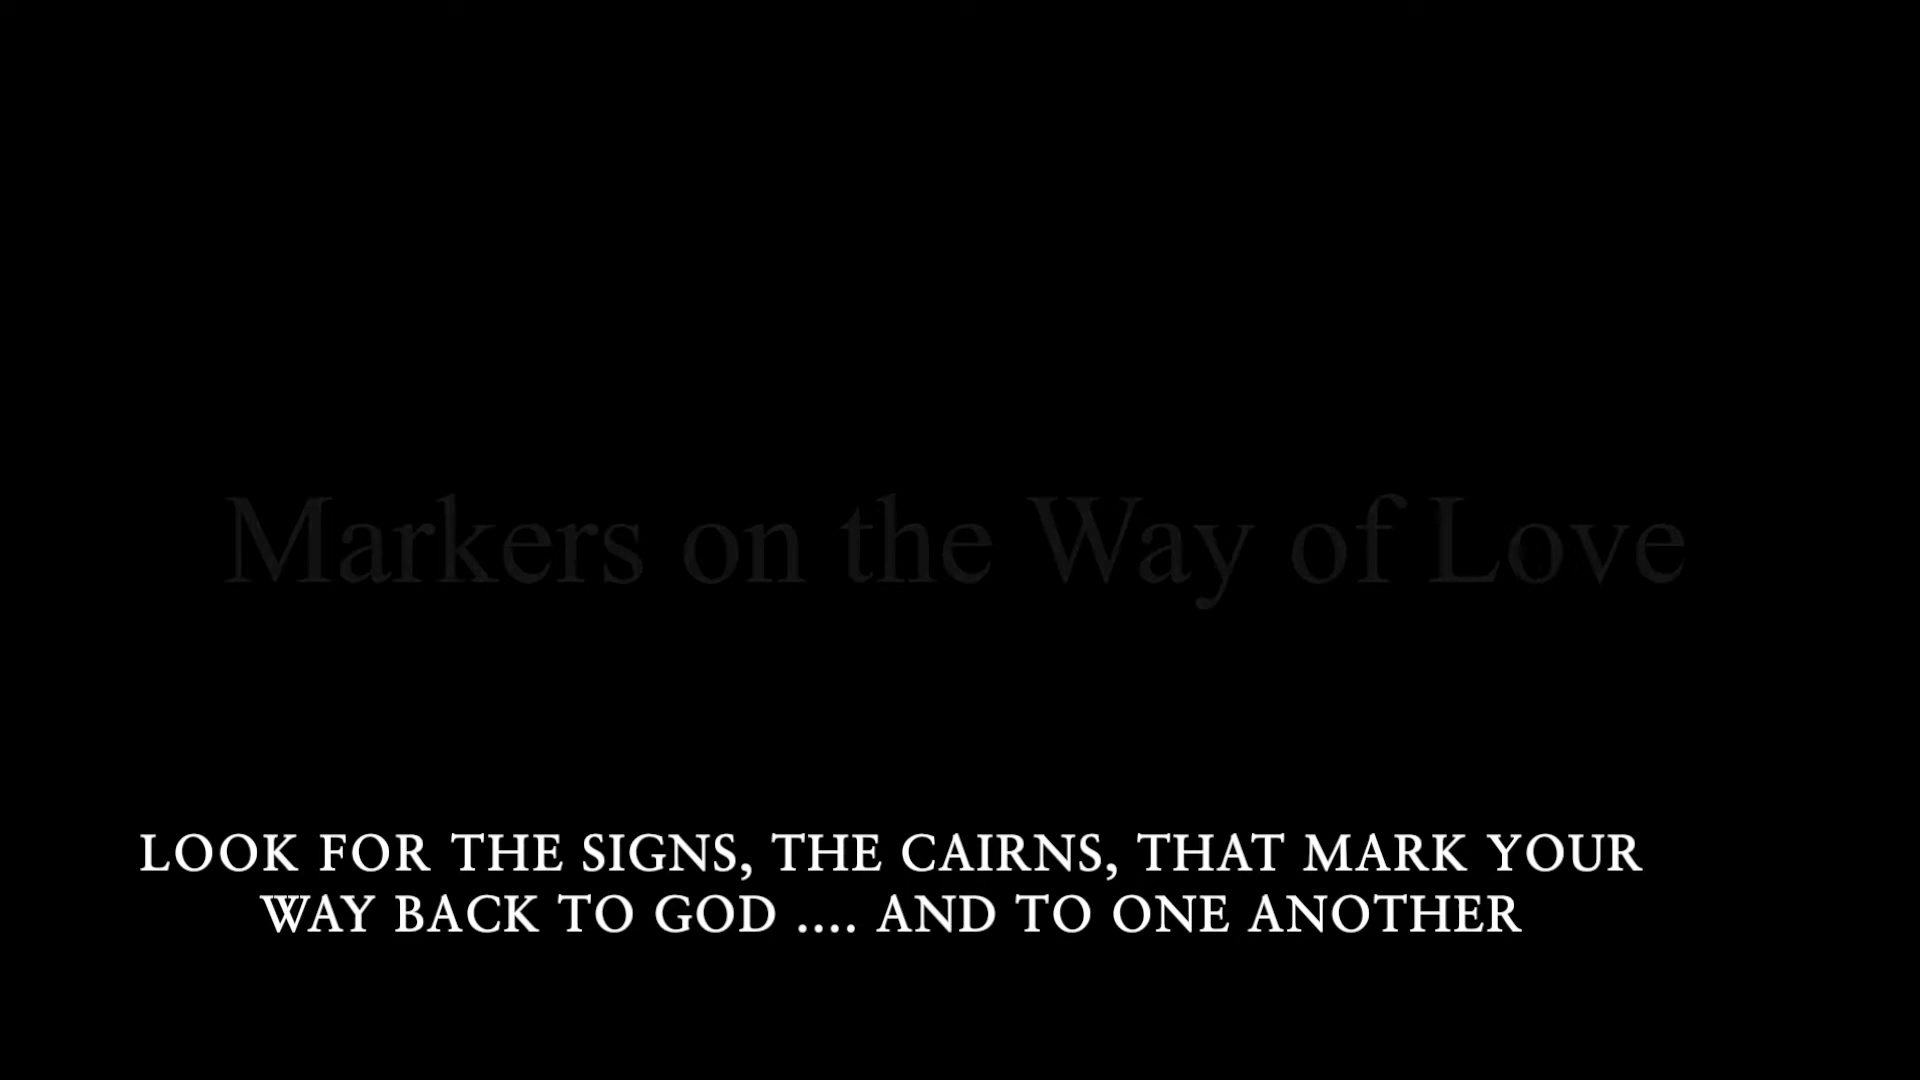 Markers on the Way of Love
LOOK FOR THE SIGNS, THE CAIRNS, THAT MARK YOUR
WAY BACK TO GOD .... AND TO ONE ANOTHER